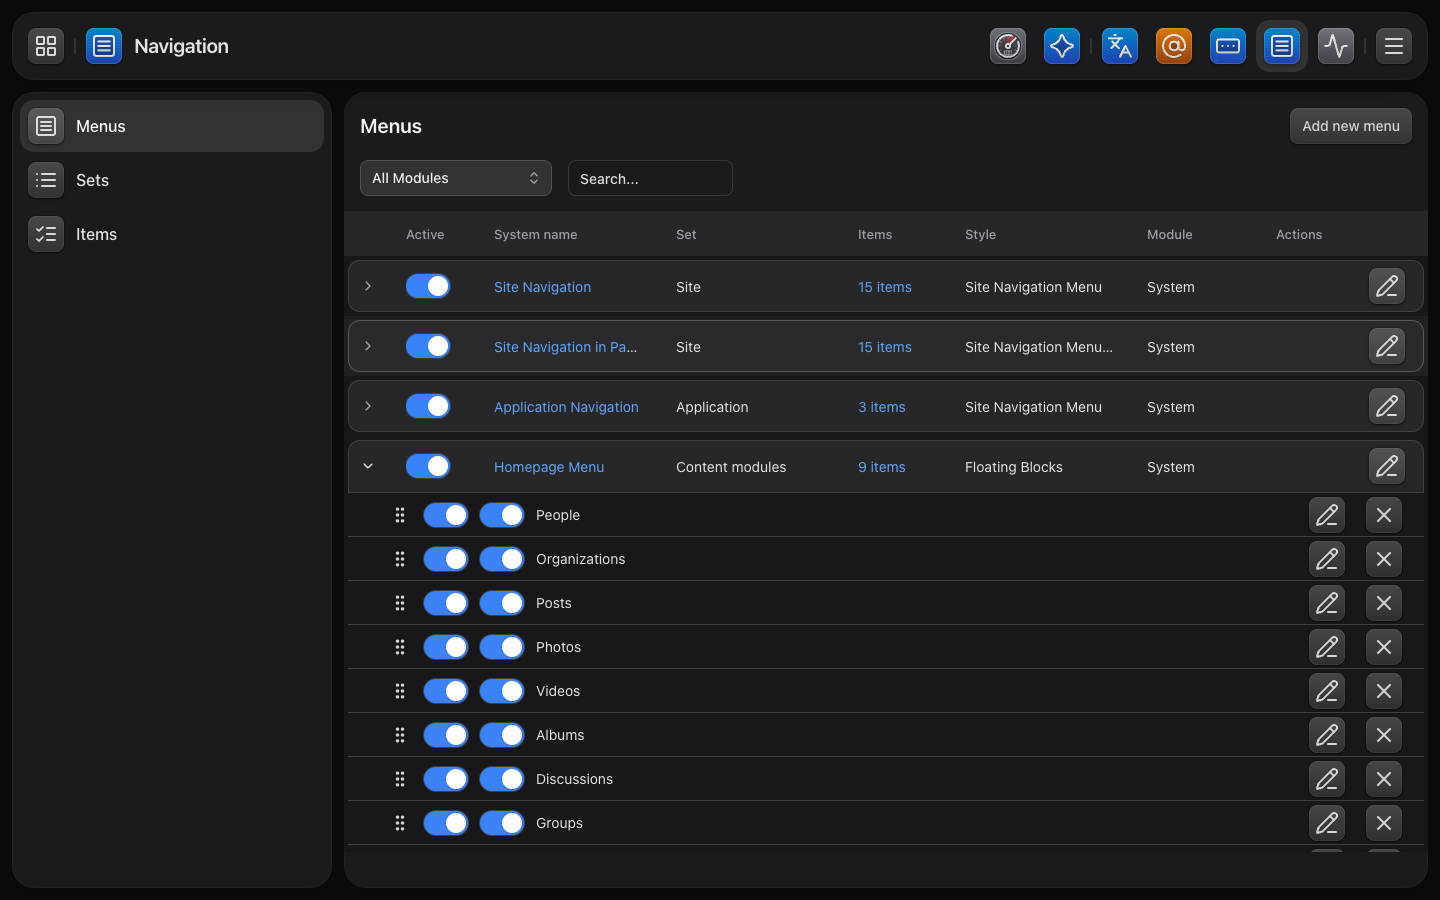 Navigation
Menus
Sets
Items
Menus
Add new menu
All Modules
Search...
Active System name Set Items Style Module Actions
Site Navigation Site 15 items Site Navigation Menu System
Site Navigation in Pa... Site 15 items Site Navigation Menu... System
Application Navigation Application 3 items Site Navigation Menu System
Homepage Menu Content modules 9 items Floating Blocks System
People
Organizations
Posts
Photos
Videos
Albums
Discussions
Groups